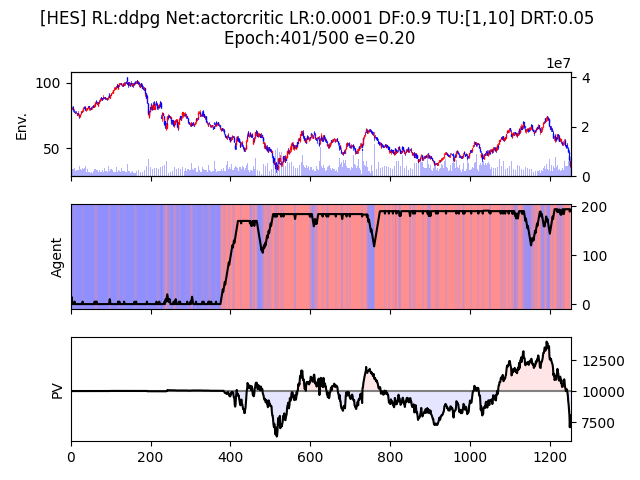 [HES] RL:ddpg Net:actorcritic LR:0.0001 DF:0.9 TU:[1,10] DRT:0.05
Epoch:401/500 e=0.20
1e7
100
50
Env.
4
2
0
Agent
200
100
0
PV
12500
10000
7500
0 200 400 600 800 1000 1200